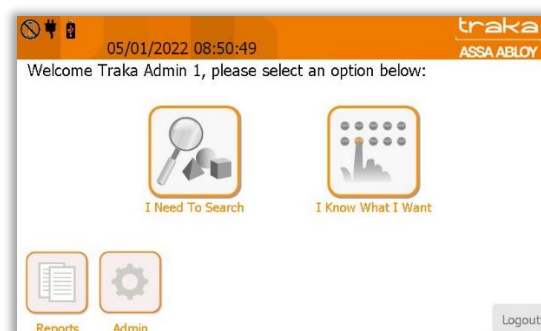 traka
05/01/2022 08:50:49
ASSA ABLOY
Welcome Traka Admin 1, please select an option below:
I Need To Search
I Know What I Want
Reports
Admin
Logout